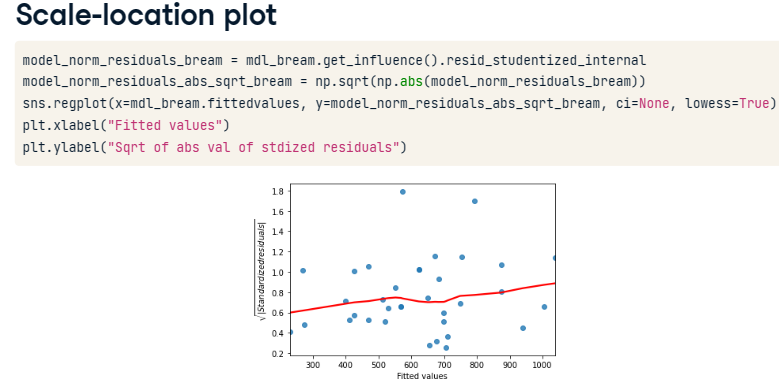 Scale-location plot
model_norm_residuals_bream = mdl_bream.get_influence().resid_studentized_internal
model_norm_residuals_abs_sqrt_bream = np.sqrt(np.abs(model_norm_residuals_bream))
sns.regplot(x=mdl_bream.fittedvalues, y=model_norm_residuals_abs_sqrt_bream, ci=None, lowess=True)
plt.xlabel("Fitted values")
plt.ylabel("Sqrt of abs val of stdized residuals")
√|Standardizedresiduals|
1.8
1.6
1.4
1.2
1.0
0.8
0.6
0.4
0.2
300 400 500 600 700 800 900 1000
Fitted values